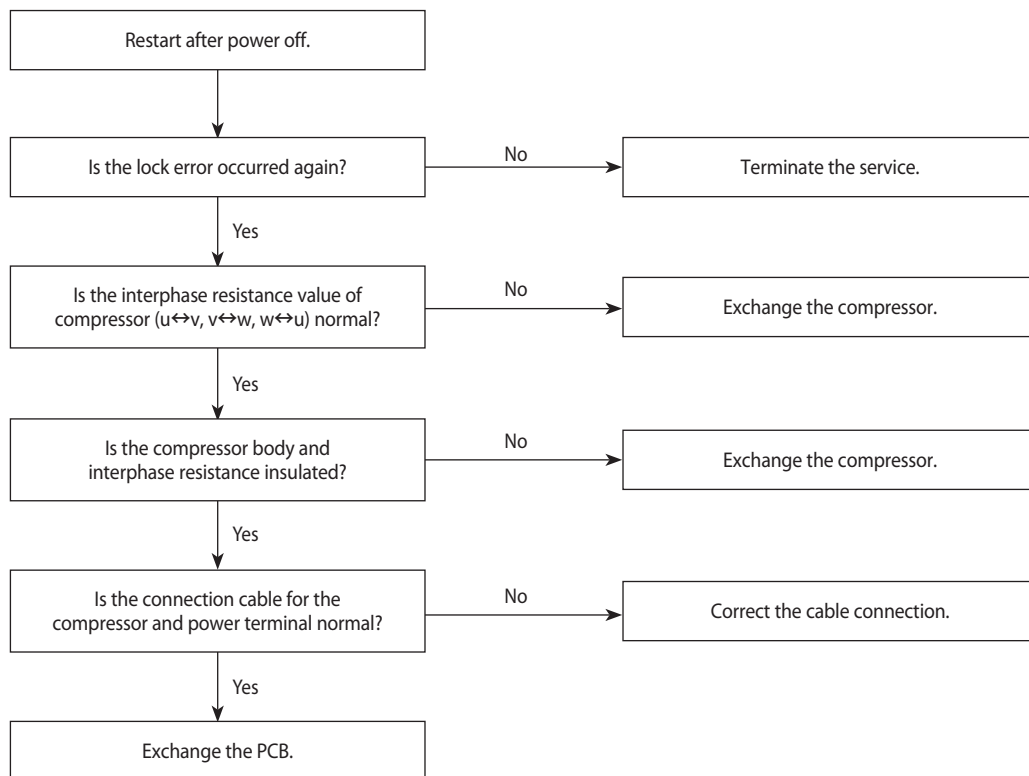 Restart after power off.
Is the lock error occurred again?
No
Terminate the service.
Yes
Is the interphase resistance value of
compressor (u↔v, v↔w, w↔u) normal?
No
Exchange the compressor.
Yes
Is the compressor body and
interphase resistance insulated?
No
Exchange the compressor.
Yes
Is the connection cable for the
compressor and power terminal normal?
No
Correct the cable connection.
Yes
Exchange the PCB.